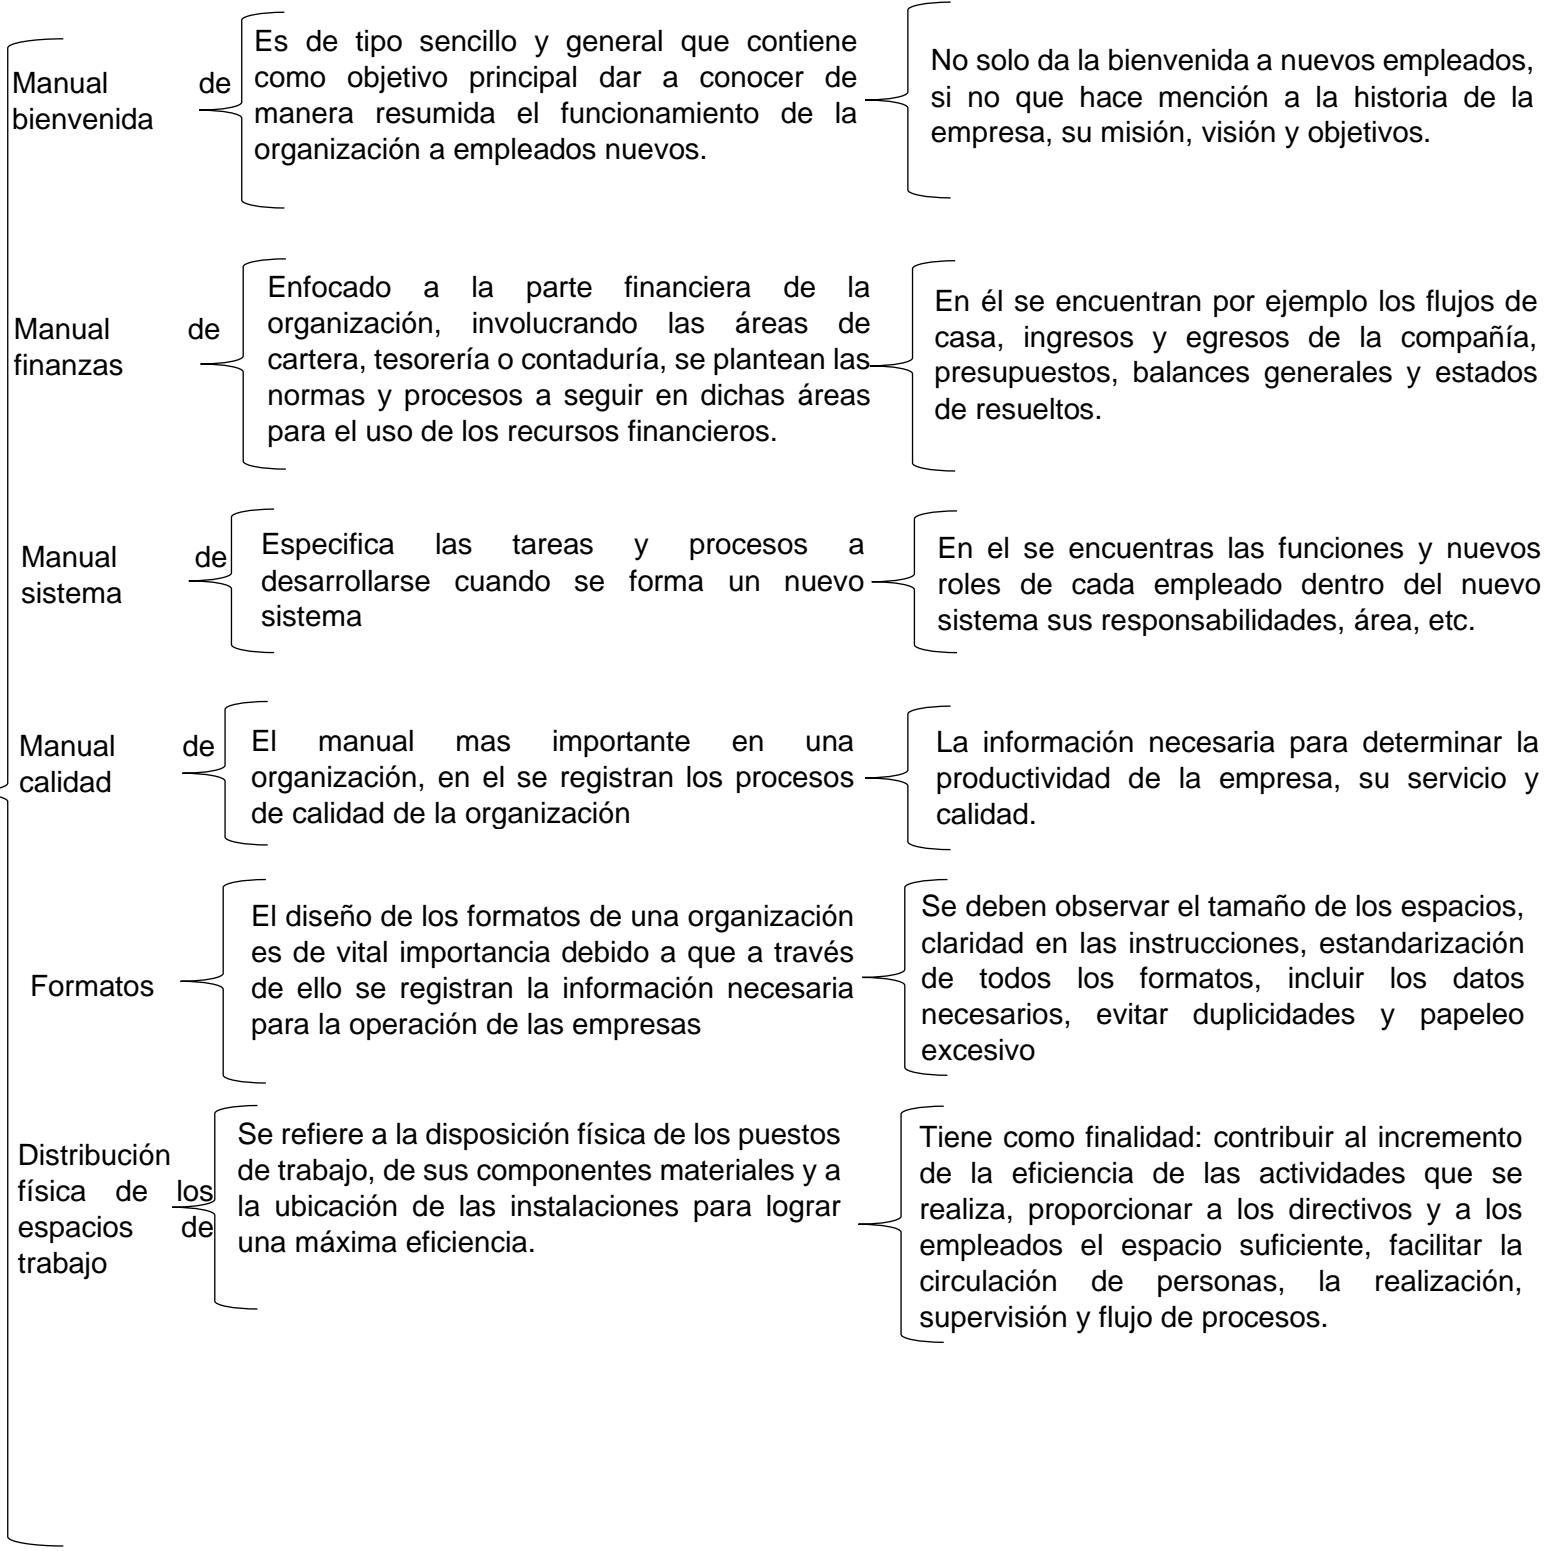 Manual de
bienvenida
Es de tipo sencillo y general que contiene
como objetivo principal dar a conocer de
manera resumida el funcionamiento de la
organización a empleados nuevos.
No solo da la bienvenida a nuevos empleados,
si no que hace mención a la historia de la
empresa, su misión, visión y objetivos.
Manual de
finanzas
Enfocado a la parte financiera de la
organización, involucrando las áreas de
cartera, tesorería o contaduría, se plantean las
normas y procesos a seguir en dichas áreas
para el uso de los recursos financieros.
En él se encuentran por ejemplo los flujos de
casa, ingresos y egresos de la compañía,
presupuestos, balances generales y estados
de resueltos.
Manual de
sistema
Especifica las tareas y procesos a
desarrollarse cuando se forma un nuevo
sistema
En el se encuentras las funciones y nuevos
roles de cada empleado dentro del nuevo
sistema sus responsabilidades, área, etc.
Manual de
calidad
El manual mas importante en una
organización, en el se registran los procesos
de calidad de la organización
La información necesaria para determinar la
productividad de la empresa, su servicio y
calidad.
Formatos
El diseño de los formatos de una organización
es de vital importancia debido a que a través
de ello se registran la información necesaria
para la operación de las empresas
Se deben observar el tamaño de los espacios,
claridad en las instrucciones, estandarización
de todos los formatos, incluir los datos
necesarios, evitar duplicidades y papeleo
excesivo
Distribución
física de los
espacios de
trabajo
Se refiere a la disposición física de los puestos
de trabajo, de sus componentes materiales y a
la ubicación de las instalaciones para lograr
una máxima eficiencia.
Tiene como finalidad: contribuir al incremento
de la eficiencia de las actividades que se
realiza, proporcionar a los directivos y a los
empleados el espacio suficiente, facilitar la
circulación de personas, la realización,
supervisión y flujo de procesos.